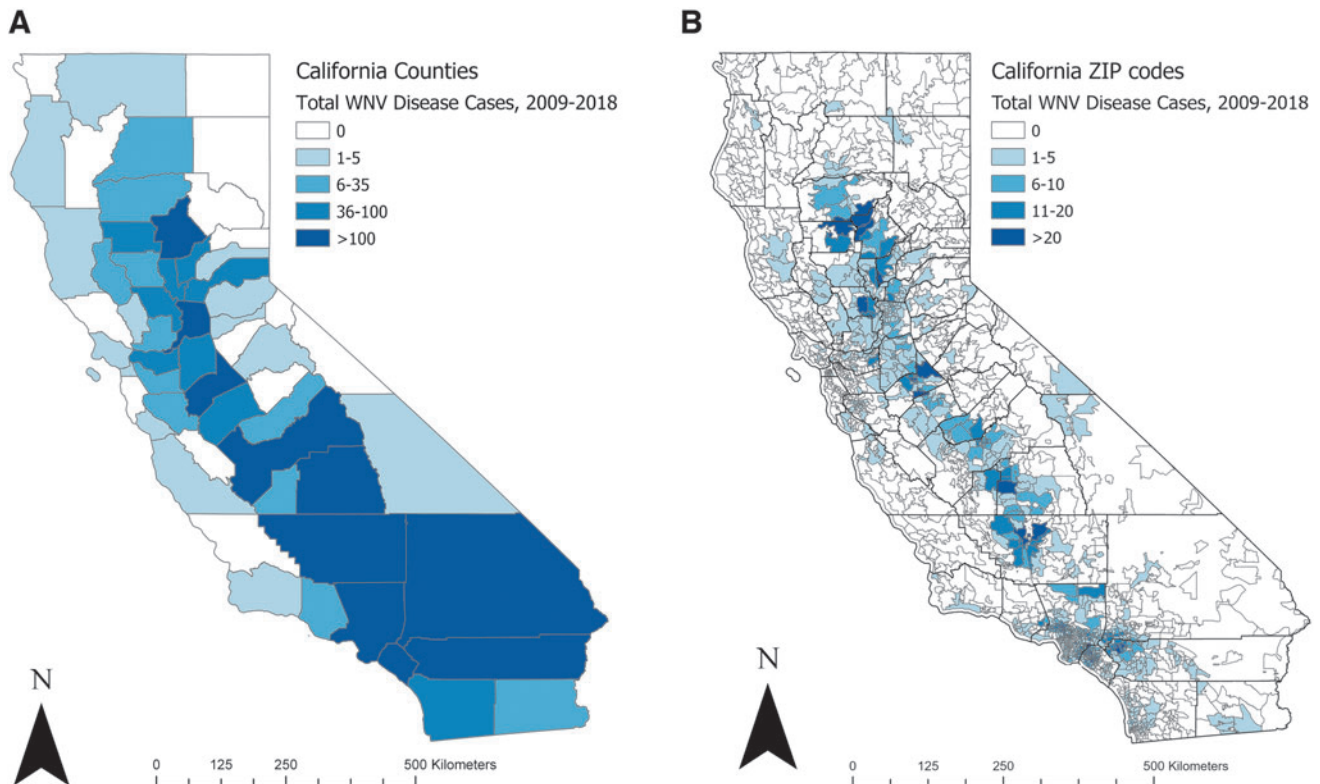 A
California Counties
Total WNV Disease Cases, 2009-2018
0
1-5
6-35
36-100
>100
N
0 125 250 500 Kilometers
B
California ZIP codes
Total WNV Disease Cases, 2009-2018
0
1-5
6-10
11-20
>20
N
0 125 250 500 Kilometers